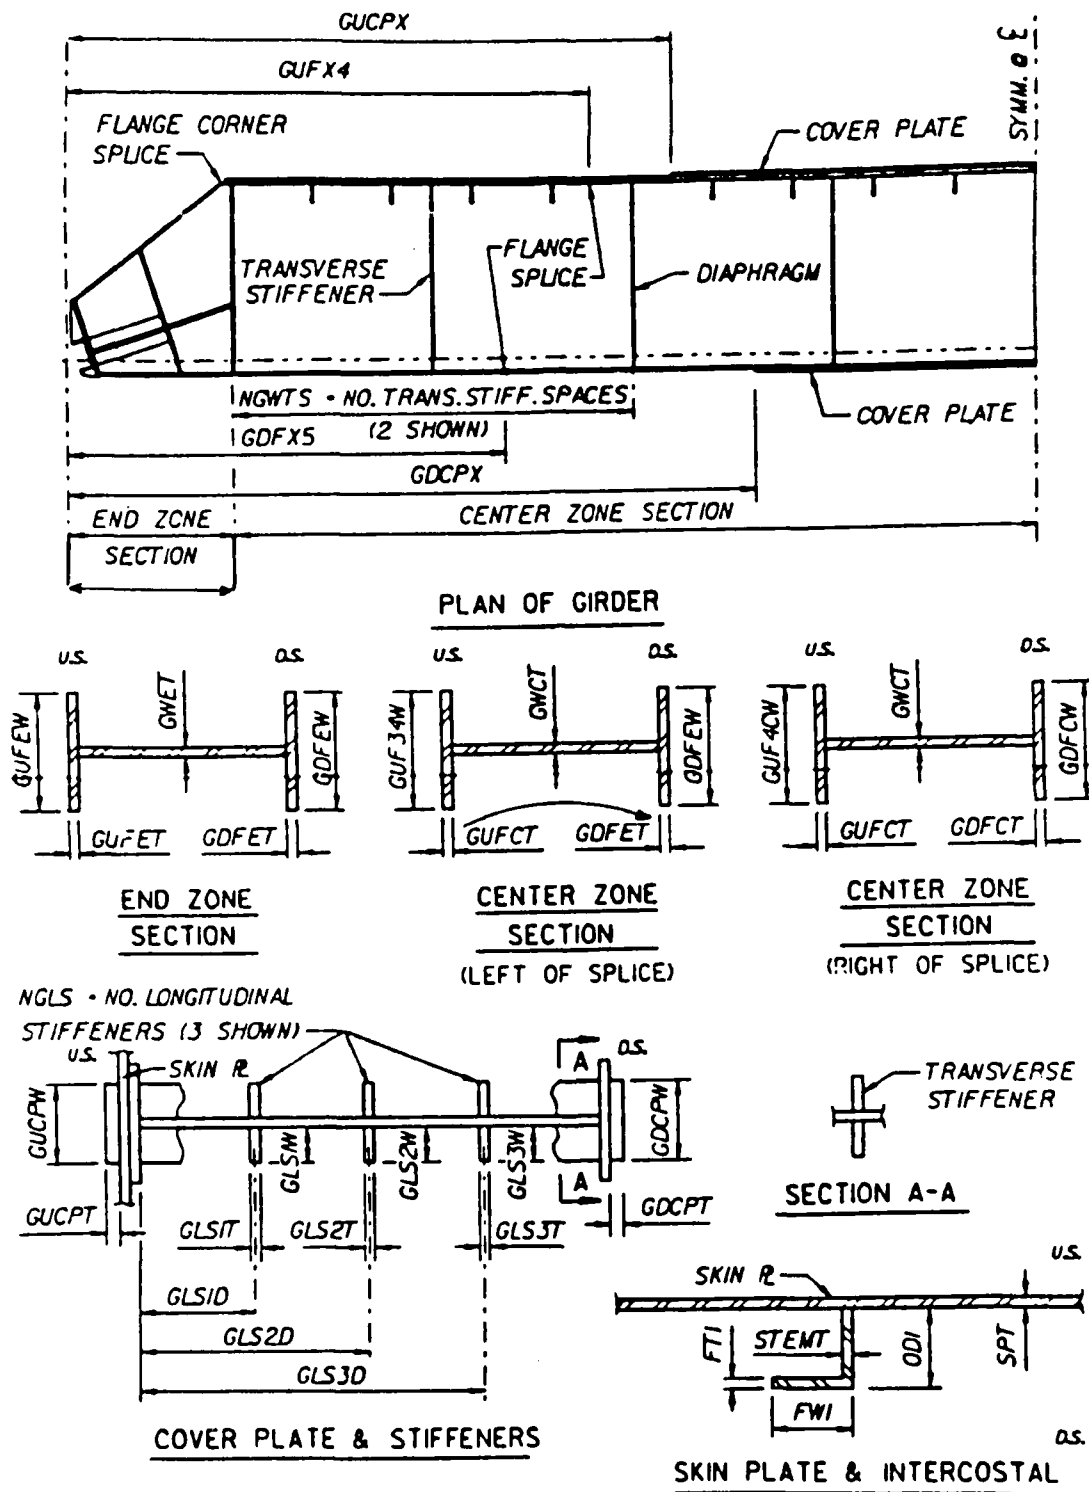 GUCPX
GUFX4
SYMM. @ ℄
FLANGE CORNER
SPLICE
COVER PLATE
TRANSVERSE
STIFFENER
FLANGE
SPLICE
DIAPHRAGM
NGWTS - NO. TRANS. STIFF. SPACES
(2 SHOWN)
COVER PLATE
GDFX5
GDCPX
END ZONE
SECTION
CENTER ZONE SECTION
PLAN OF GIRDER
U.S.
D.S.
GUFEW
GWET
GDFEW
GUFET
GDFET
END ZONE
SECTION
U.S.
D.S.
GUF34W
GWCT
GDFEW
GUFCT
GDFET
CENTER ZONE
SECTION
(LEFT OF SPLICE)
U.S.
D.S.
GUF4CW
GWCT
GDFCW
GUFCT
GDFCT
CENTER ZONE
SECTION
(RIGHT OF SPLICE)
NGLS - NO. LONGITUDINAL
STIFFENERS (3 SHOWN)
U.S.
SKIN ℞
D.S.
A
GUCPW
GLS1W
GLS2W
GLS3W
A
GDCPW
GUCPT
GLS1T
GLS2T
GLS3T
GDCPT
GLS1D
GLS2D
GLS3D
COVER PLATE & STIFFENERS
TRANSVERSE
STIFFENER
SECTION A-A
U.S.
SKIN ℞
FT1
STEMT
OD1
SPT
FW1
D.S.
SKIN PLATE & INTERCOSTAL